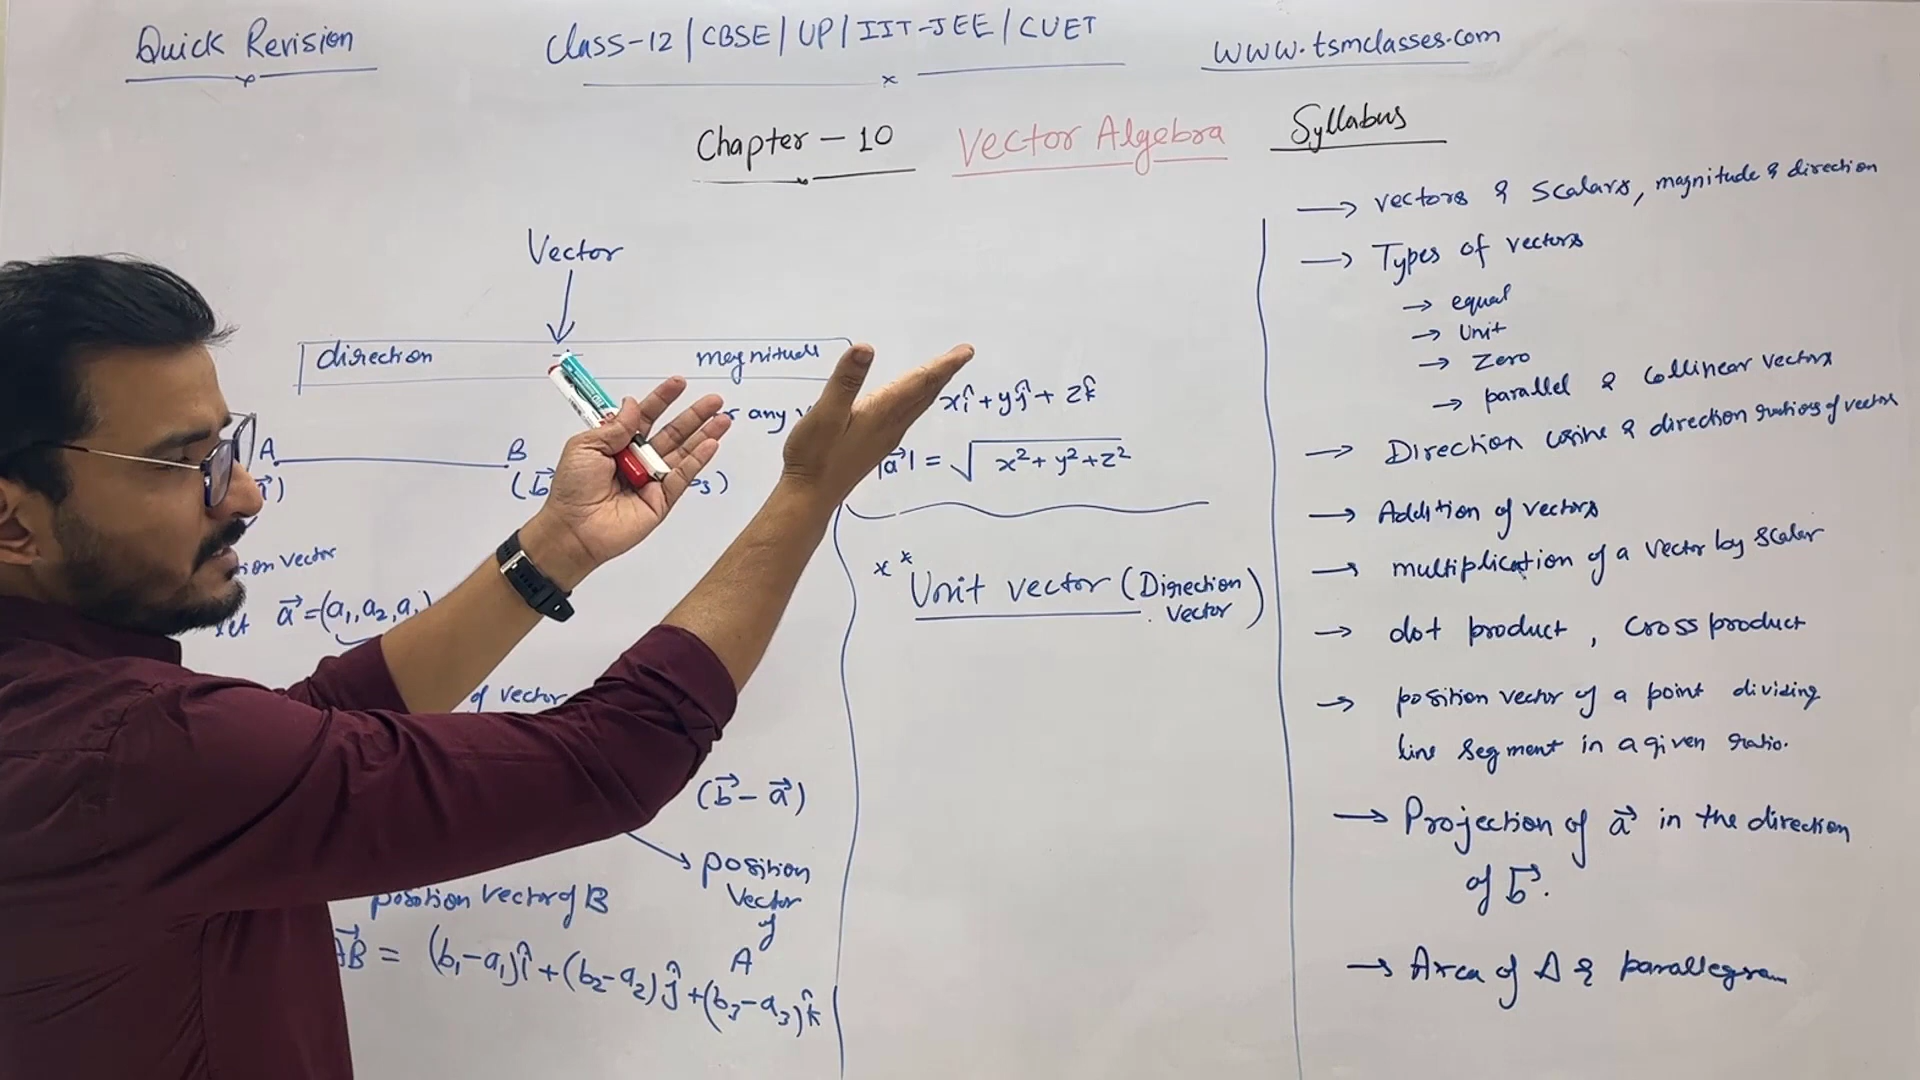 Quick Revision
Class-12 | CBSE | UP | IIT-JEE | CUET
www.tsmclasses.com
Chapter - 10 Vector Algebra
Vector
direction magnitude
any
A B
(b⃗
position vector
a⃗ = (a₁, a₂, a
of vector
(b⃗ - a⃗)
position
vector
of
A
position vector of B
AB⃗ = (b₁-a₁)î + (b₂-a₂)ĵ + (b₃-a₃)k̂
xî + yĵ + zk̂
|a⃗| = √x² + y² + z²
** Unit vector (Direction
vector)
Syllabus
→ vectors & Scalars, magnitude & direction
→ Types of vectors
→ equal
→ Unit
→ Zero
→ parallel & Collinear vectors
→ Direction cosine & direction ratios of vector
→ Addition of vectors
→ multiplication of a vector by scalar
→ dot product, cross product
→ position vector of a point dividing
line segment in a given ratio.
→ Projection of a⃗ in the direction
of b⃗.
→ Area of Δ & parallegram